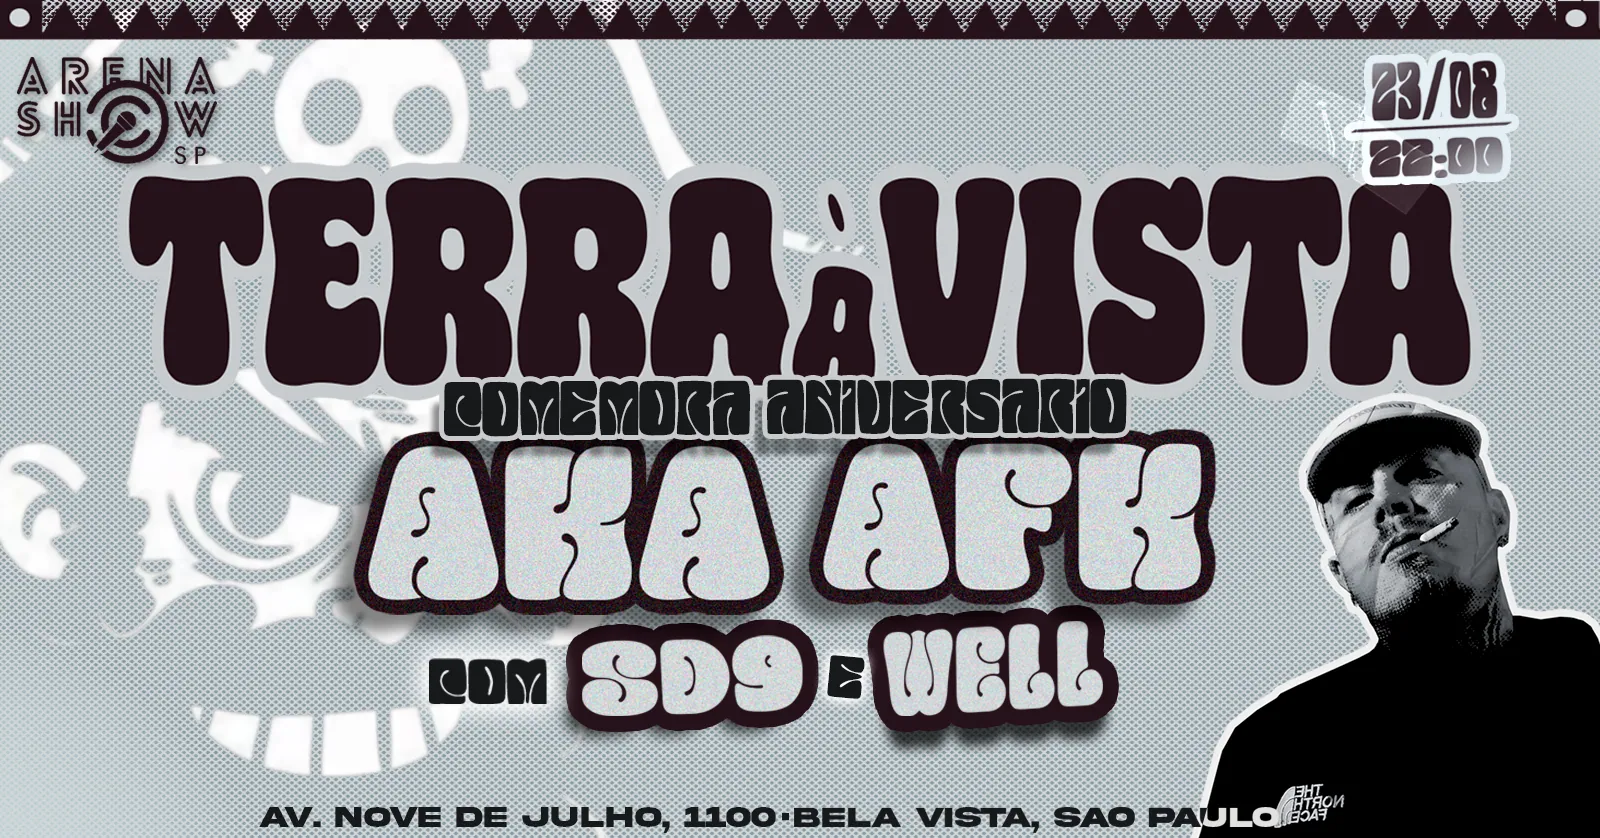 ARENA
SHOW
SP
23/08
22:00
TERRA À VISTA
COMEMORA ANIVERSARIO
AKA AFK
COM SD9 E WELL
AV. NOVE DE JULHO, 1100·BELA VISTA, SAO PAULO
THE
NORTH
FACE